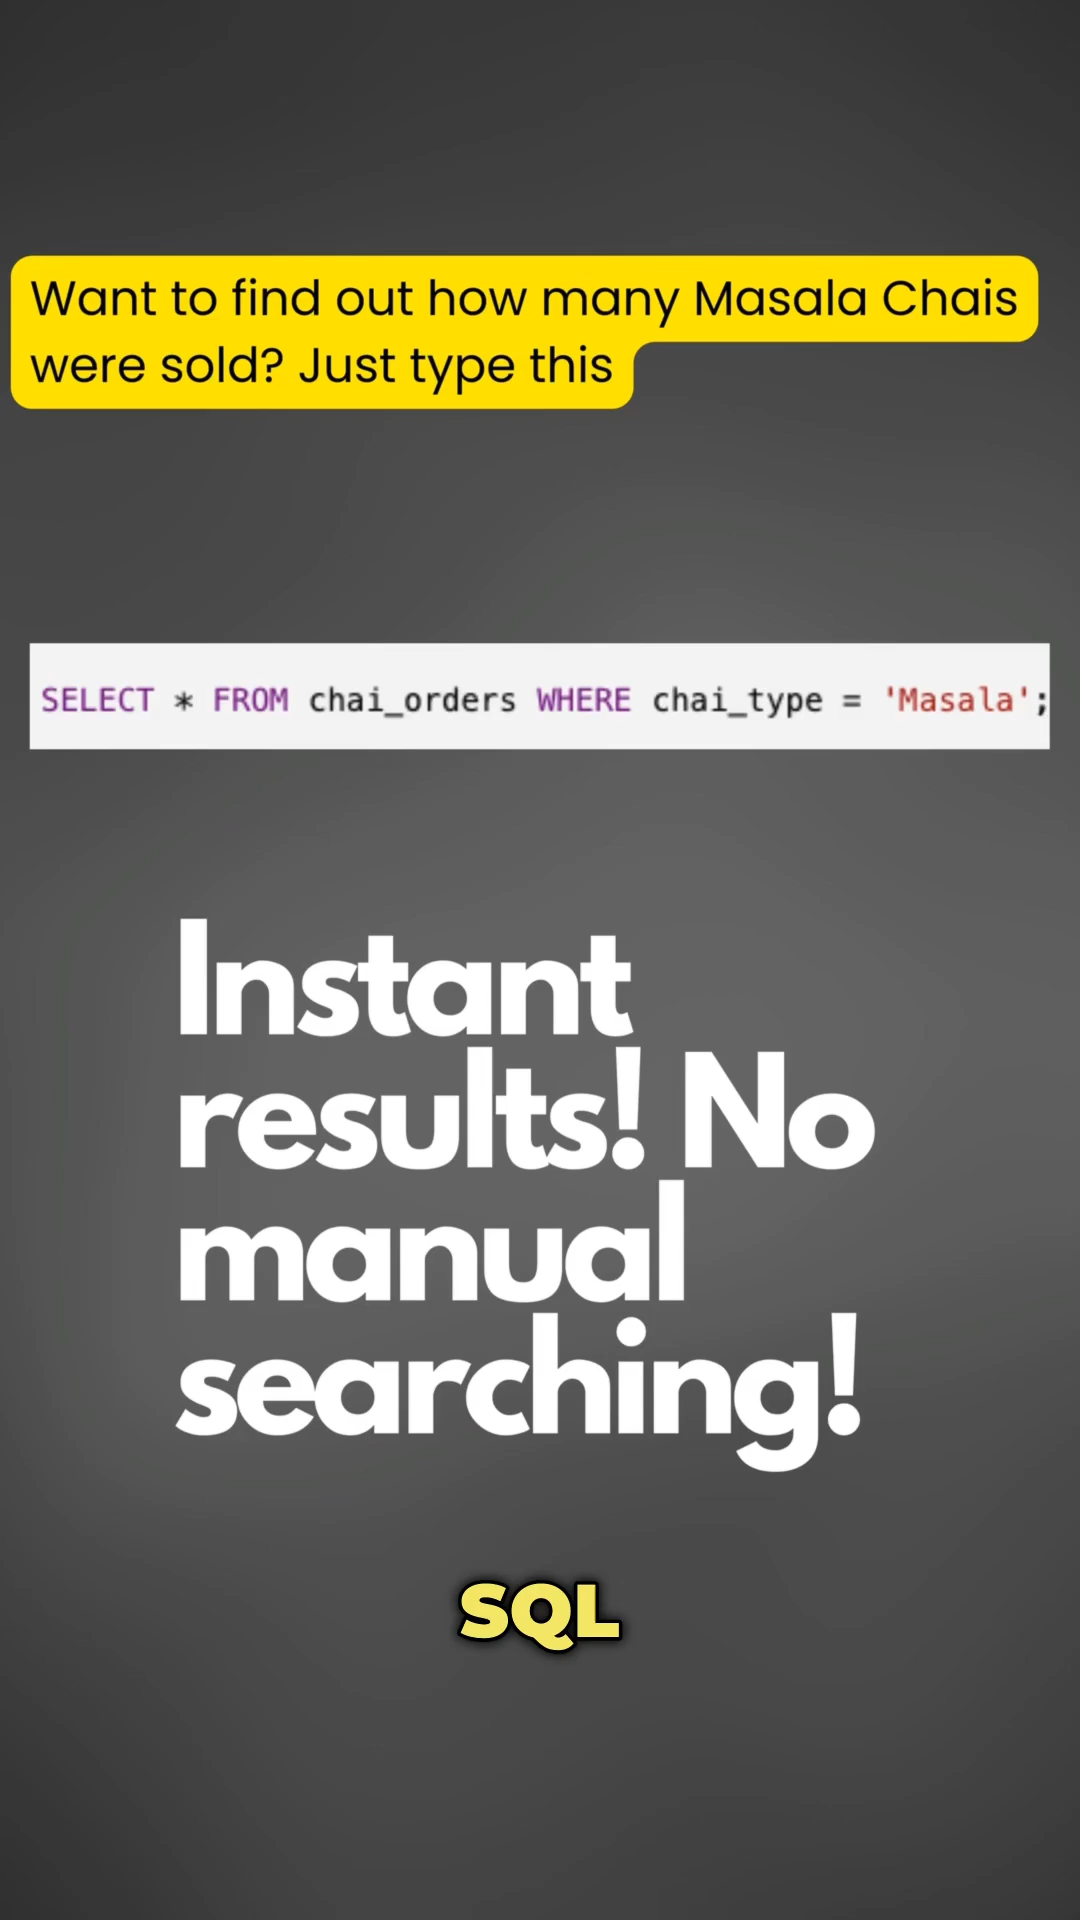 Want to find out how many Masala Chais
were sold? Just type this
SELECT * FROM chai_orders WHERE chai_type = 'Masala';
Instant
results! No
manual
searching!
SQL